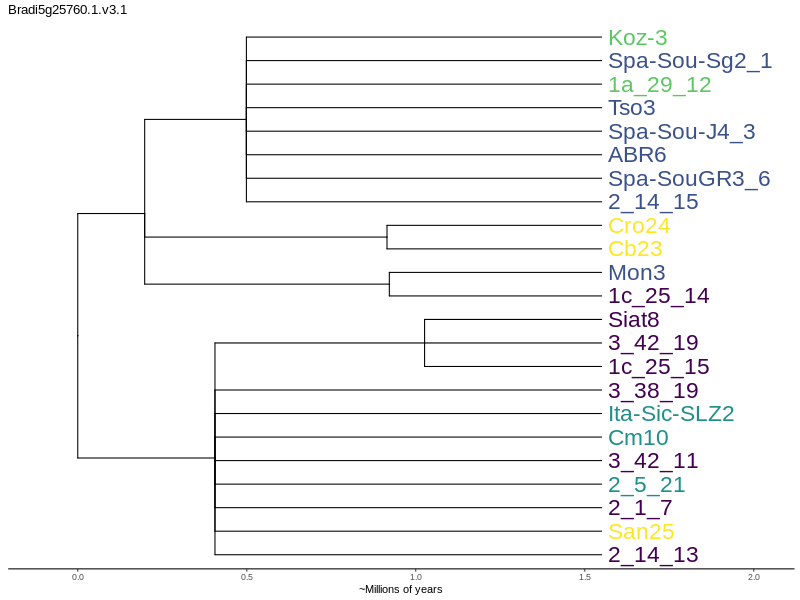 Bradi5g25760.1.v3.1
Koz-3
Spa-Sou-Sg2_1
1a_29_12
Tso3
Spa-Sou-J4_3
ABR6
Spa-SouGR3_6
2_14_15
Cro24
Cb23
Mon3
1c_25_14
Siat8
3_42_19
1c_25_15
3_38_19
Ita-Sic-SLZ2
Cm10
3_42_11
2_5_21
2_1_7
San25
2_14_13
0.0 0.5 1.0 1.5 2.0
~Millions of years